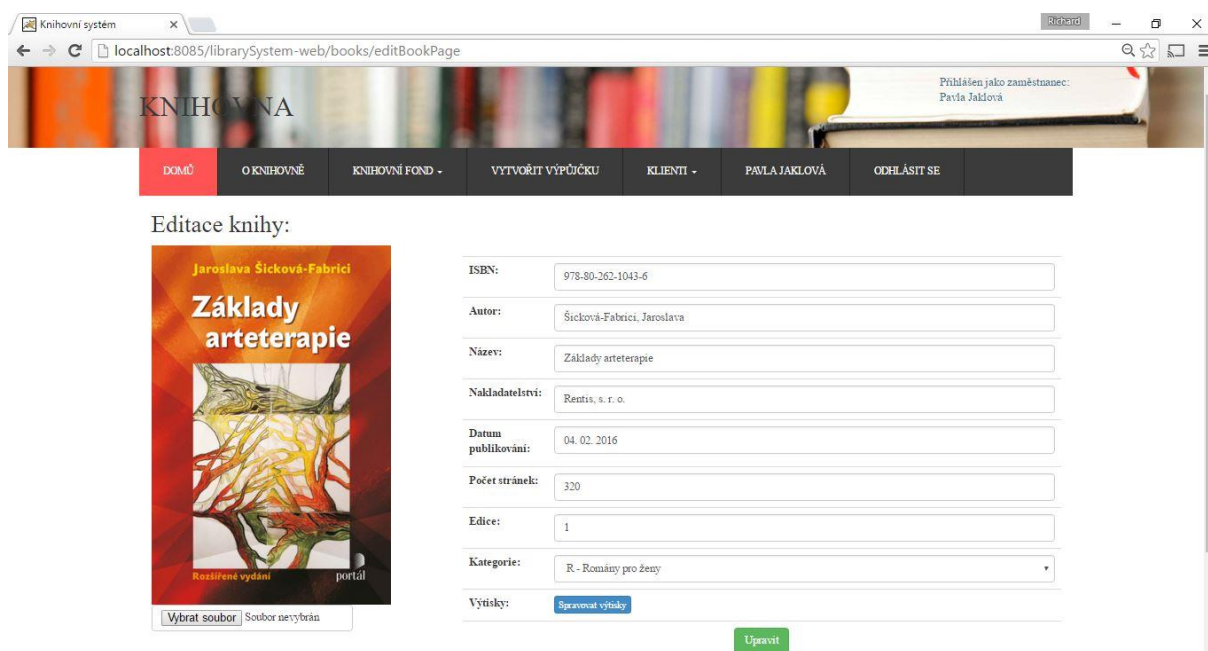 Knihovní systém
Richard
localhost:8085/librarySystem-web/books/editBookPage
KNIHOVNA
Přihlášen jako zaměstnanec:
Pavla Jaklová
DOMŮ O KNIHOVNĚ KNIHOVNÍ FOND VYTVOŘIT VÝPŮJČKU KLIENTI PAVLA JAKLOVÁ ODHLÁSIT SE
Editace knihy:
Jaroslava Šicková-Fabrici
Základy
arteterapie
Rozšířené vydání
portál
Vybrat soubor Soubor nevybrán
ISBN: 978-80-262-1043-6
Autor: Šicková-Fabrici, Jaroslava
Název: Základy arteterapie
Nakladatelství: Rentis, s. r. o.
Datum
publikování: 04. 02. 2016
Počet stránek: 320
Edice: 1
Kategorie: R - Romány pro ženy
Výtisky: Spravovat výtisky
Upravit